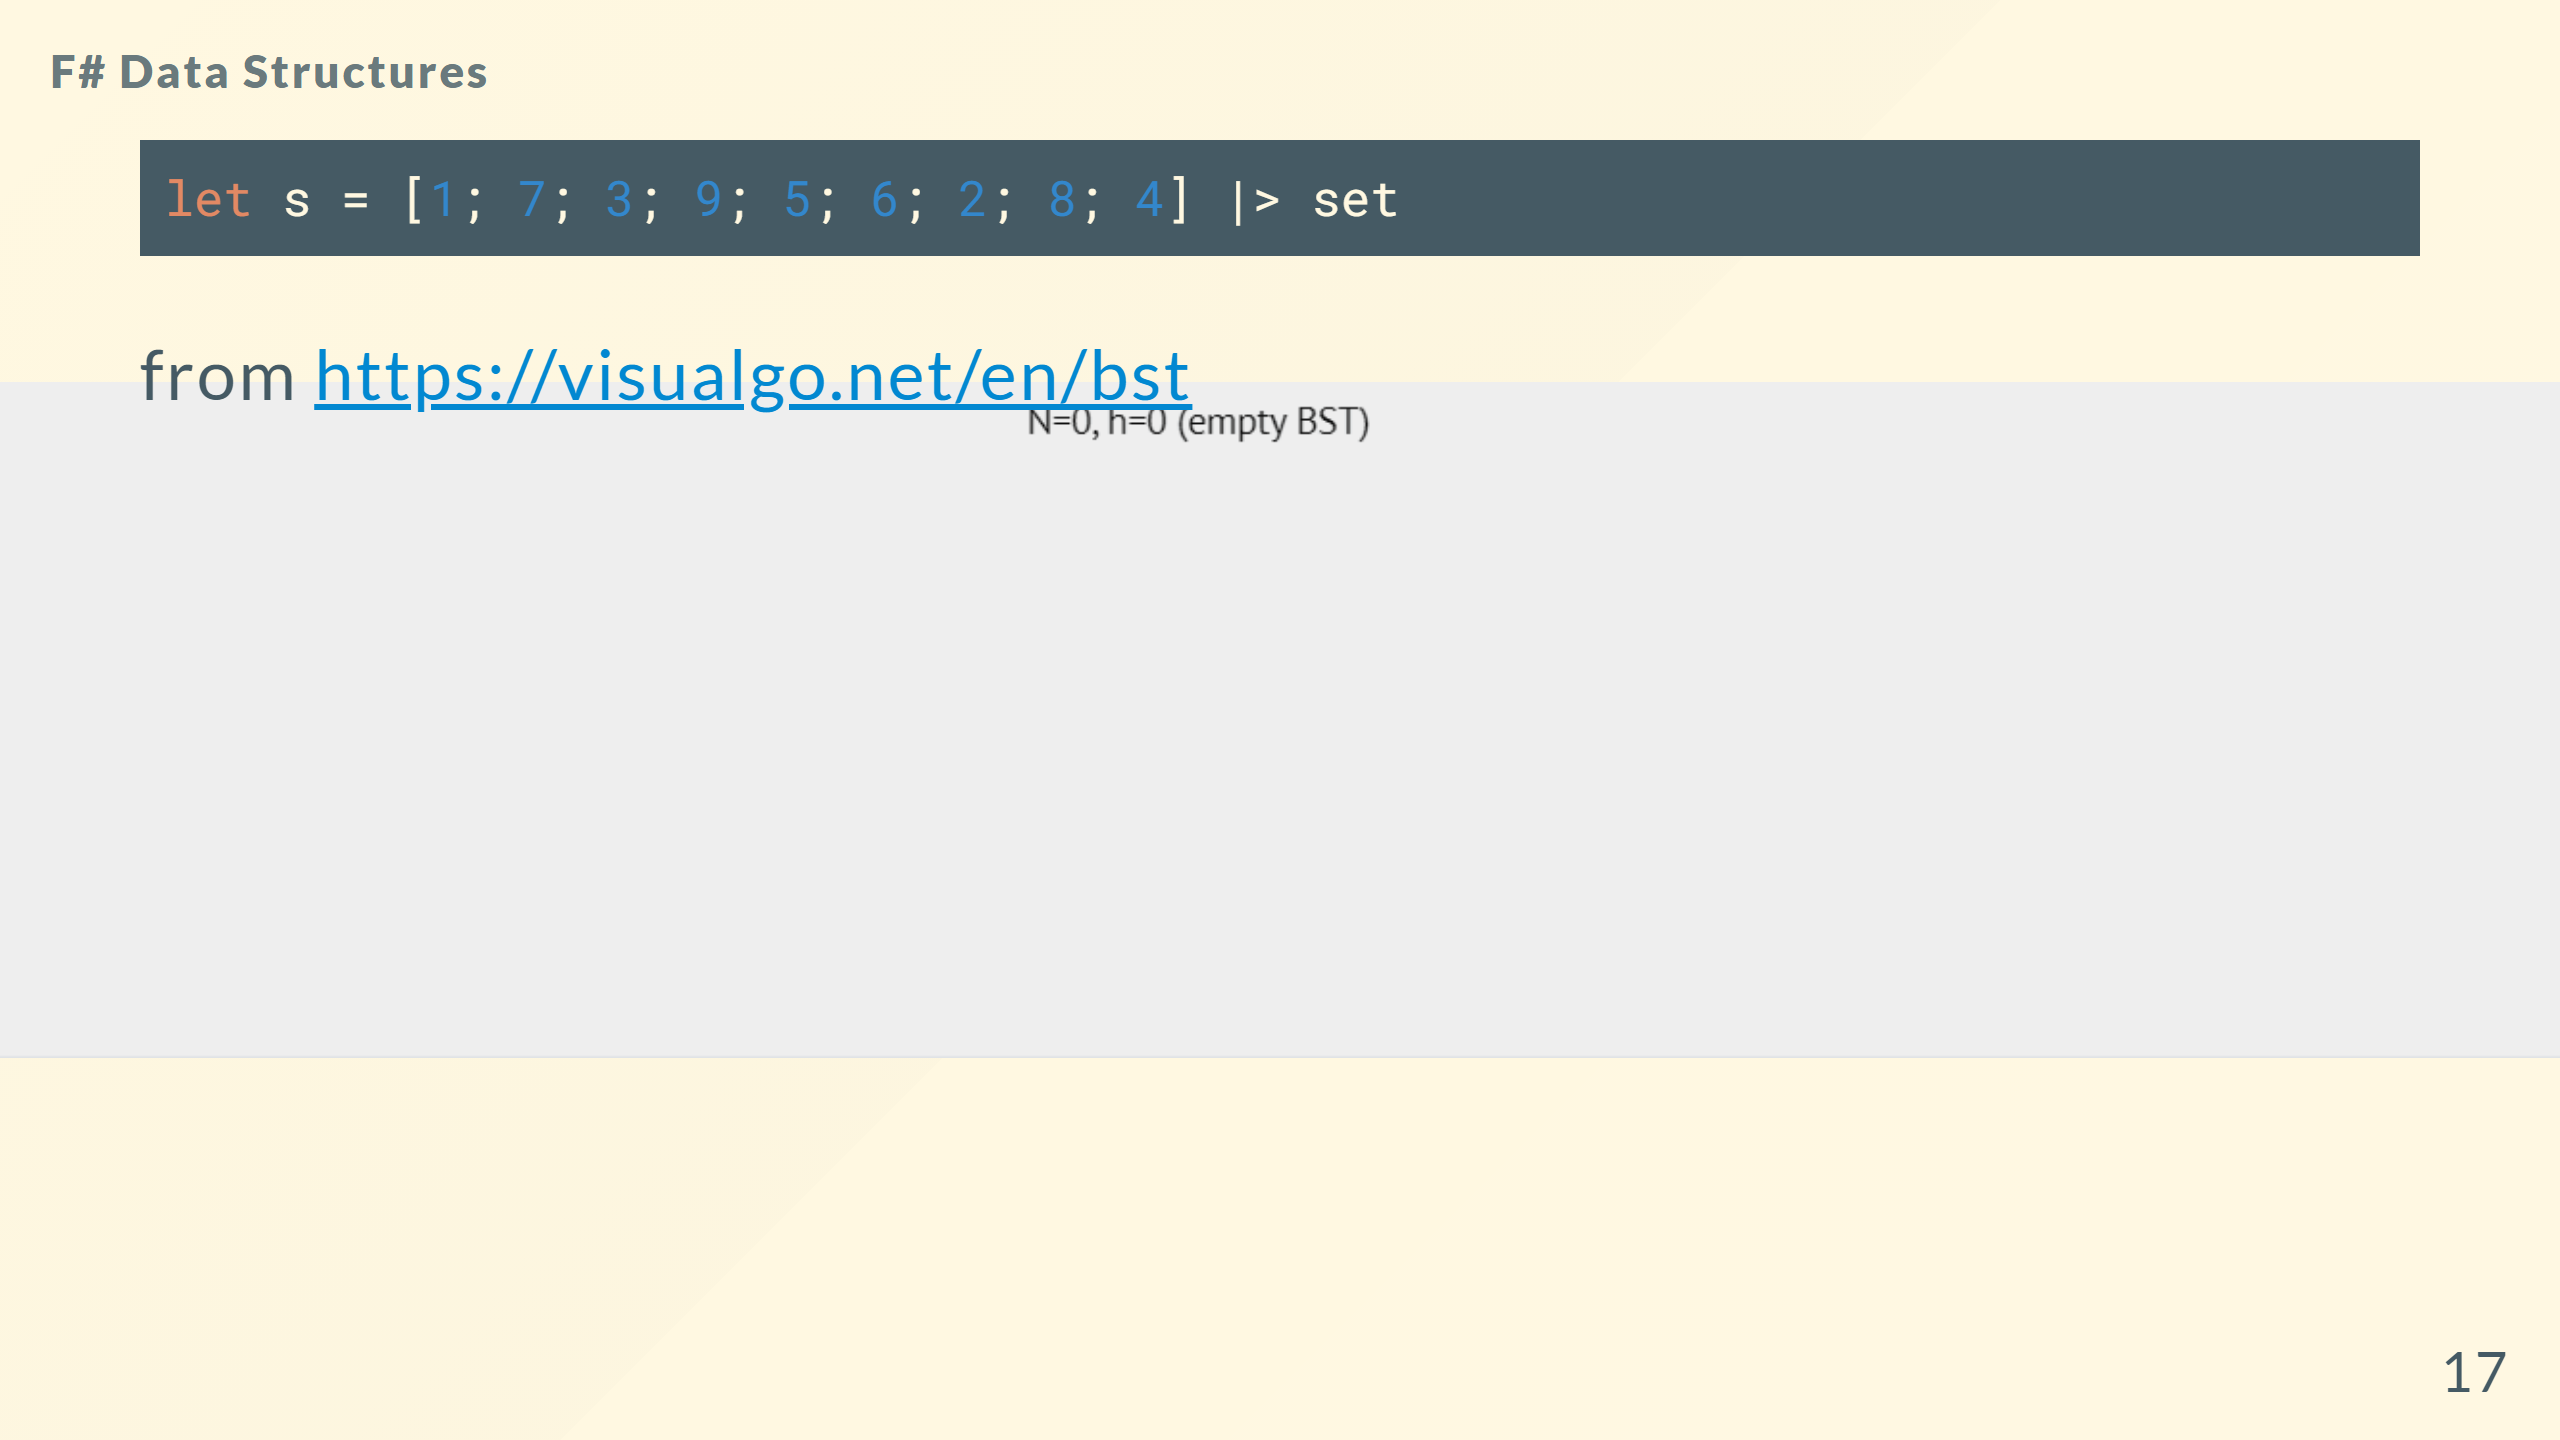 F# Data Structures
let s = [1; 7; 3; 9; 5; 6; 2; 8; 4] |> set
from https://visualgo.net/en/bst
N=0, h=0 (empty BST)
17